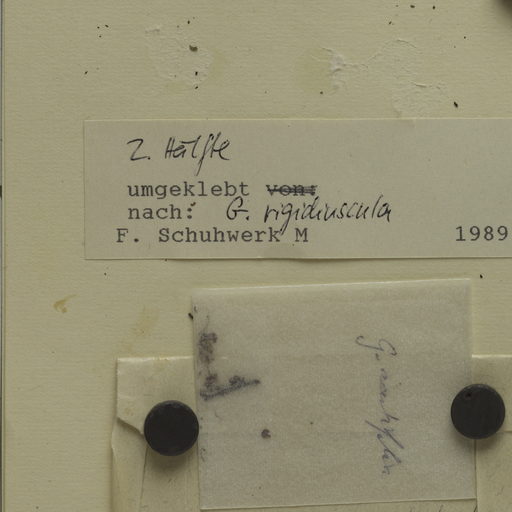 2. Hälfte
umgeklebt von:
nach: G. rigidiuscula
F. Schuhwerk M 1989
G.